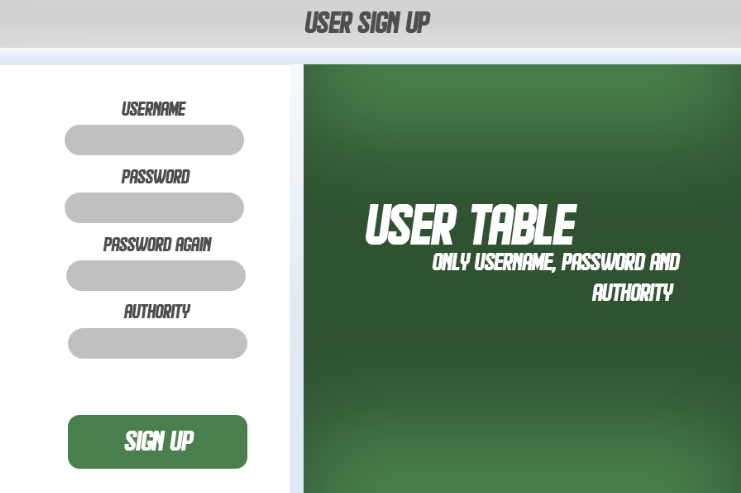 USER SIGN UP
USERNAME
PASSWORD
PASSWORD AGAIN
AUTHORITY
SIGN UP
USER TABLE
ONLY USERNAME, PASSWORD AND
AUTHORITY